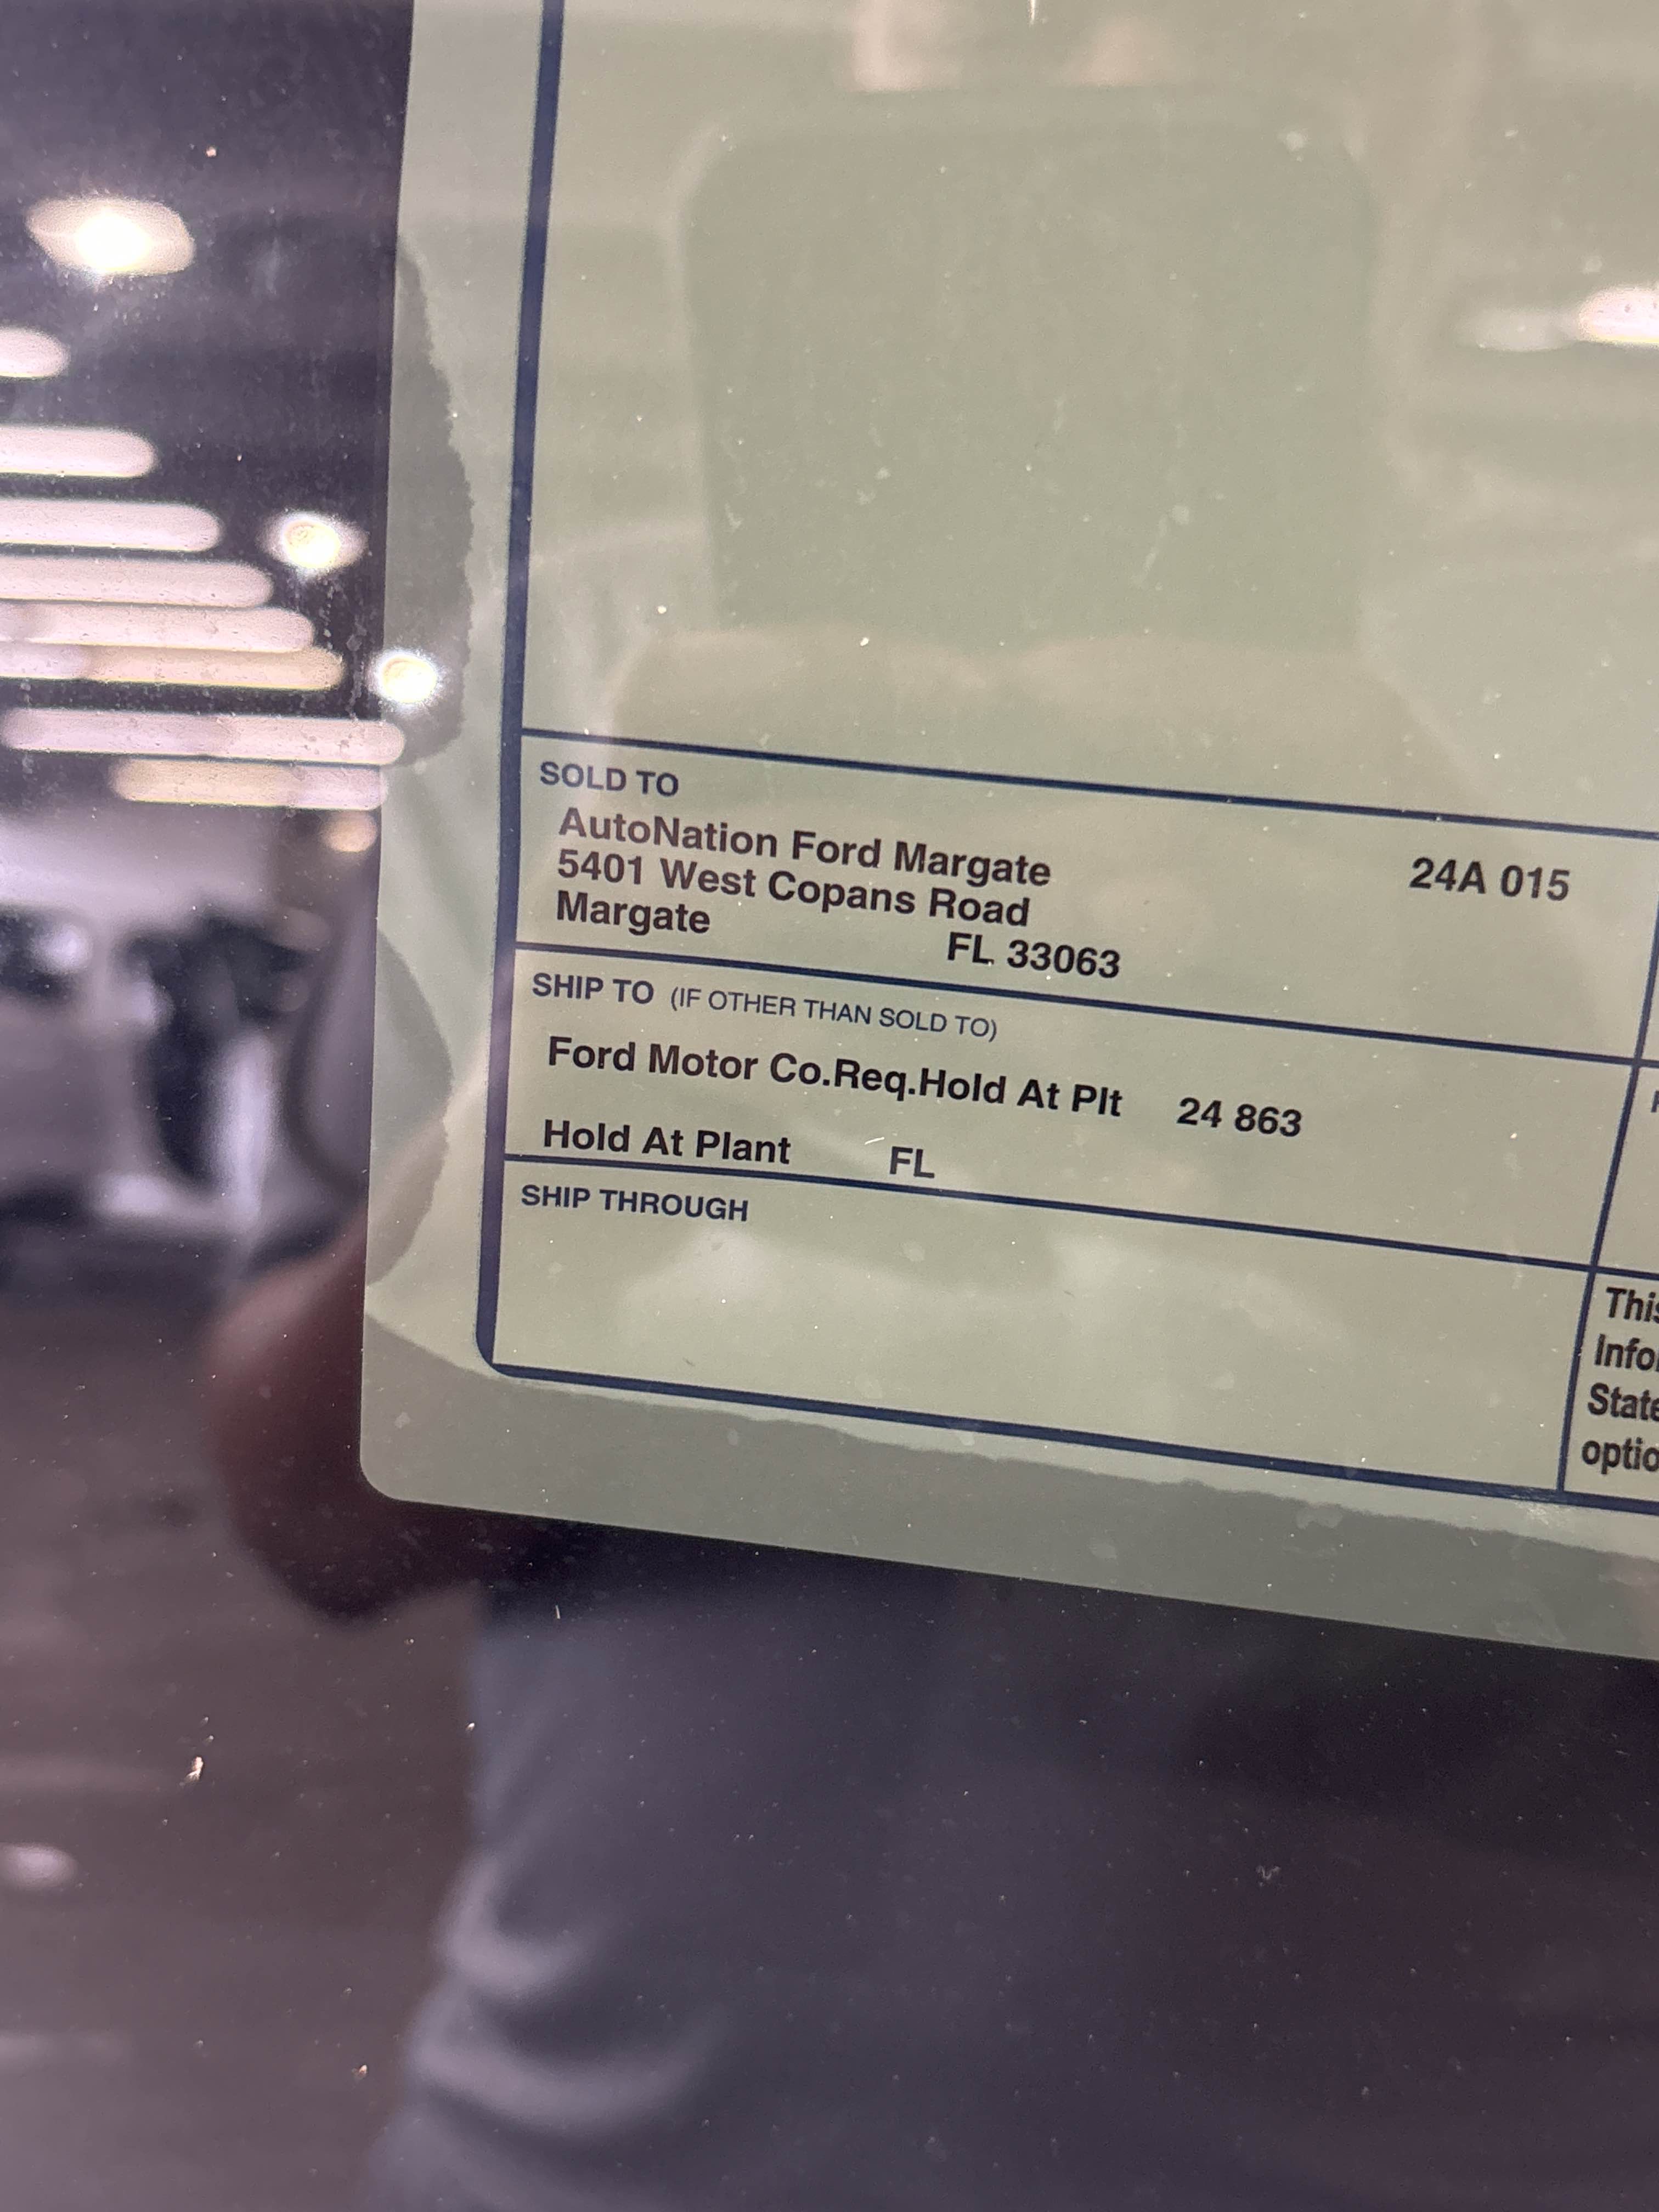 SOLD TO
AutoNation Ford Margate 24A 015
5401 West Copans Road
Margate FL 33063
SHIP TO (IF OTHER THAN SOLD TO)
Ford Motor Co.Req.Hold At Plt 24 863
Hold At Plant FL
SHIP THROUGH